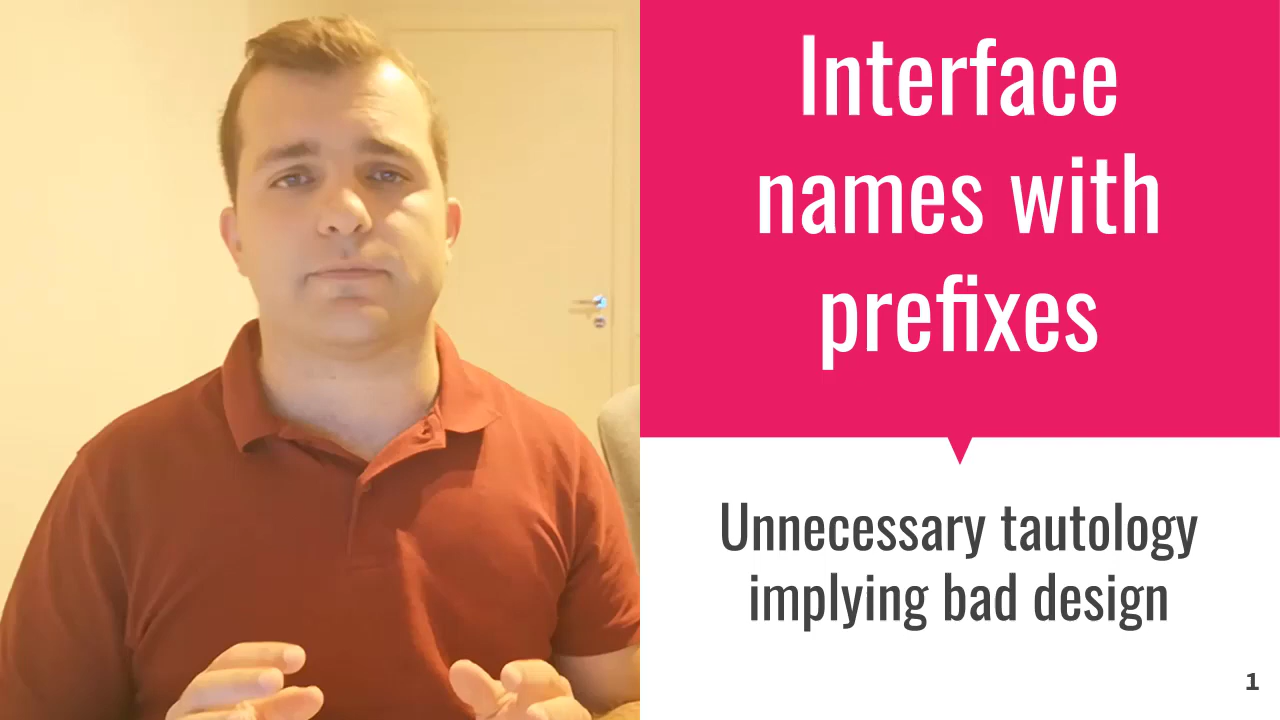 Interface
names with
prefixes
Unnecessary tautology
implying bad design
1